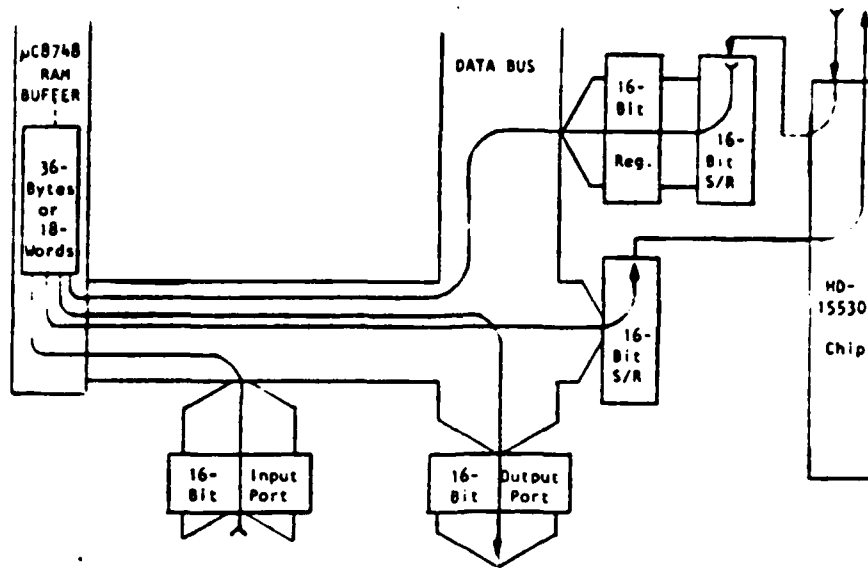 µC8748
RAM
BUFFER
36-
Bytes
or
18-
Words
DATA BUS
16-
Bit
Reg.
16-
Bit
S/R
16-
Bit
S/R
HD-
15530
Chip
16-
Bit
Input
Port
16-
Bit
Output
Port